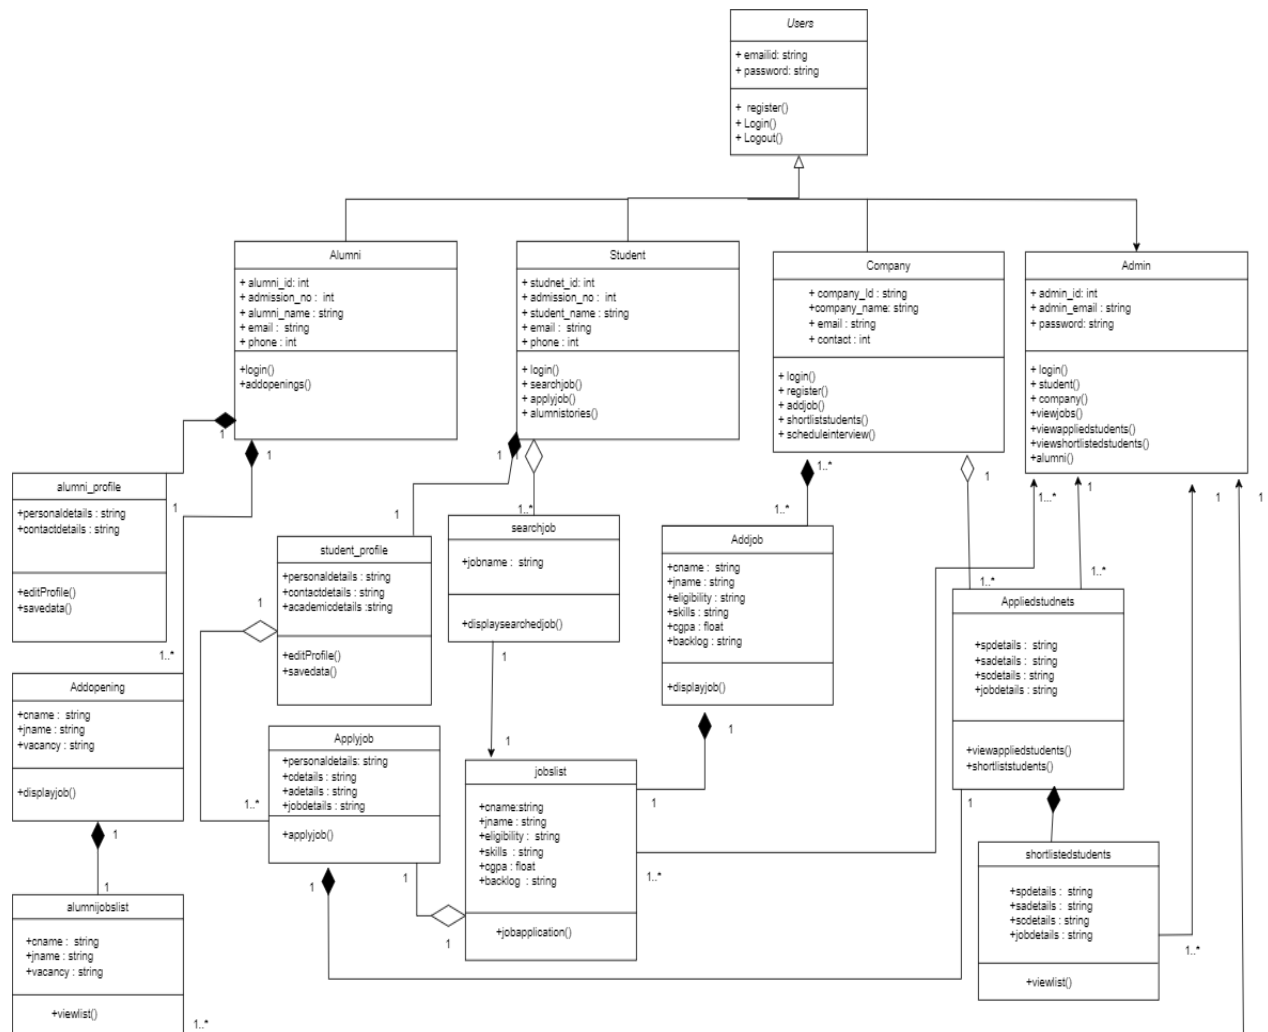 Users
+ emailid: string
+ password: string
+ register()
+ Login()
+ Logout()
Alumni
+ alumni_id: int
+ admission_no : int
+ alumni_name : string
+ email : string
+ phone : int
+login()
+addopenings()
Student
+ studnet_id: int
+ admission_no : int
+ student_name : string
+ email : string
+ phone : int
+ login()
+ searchjob()
+ applyjob()
+ alumnistories()
Company
+ company_Id : string
+company_name: string
+ email : string
+ contact : int
+ login()
+ register()
+ addjob()
+ shortliststudents()
+ scheduleinterview()
Admin
+ admin_id: int
+ admin_email : string
+ password: string
+ login()
+ student()
+ company()
+viewjobs()
+viewappliedstudents()
+viewshortlistedstudents()
+alumni()
1
1
1
1
1..*
1
1...*
1
1
1
alumni_profile
+personaldetails : string
+contactdetails : string
+editProfile()
+savedata()
1
1
1..*
1...*
student_profile
+personaldetails : string
+contactdetails : string
+academicdetails :string
+editProfile()
+savedata()
searchjob
+jobname : string
+displaysearchedjob()
Addjob
+cname : string
+jname : string
+eligibility : string
+skills : string
+cgpa : float
+backlog : string
+displayjob()
1..*
1..*
Appliedstudnets
+spdetails : string
+sadetails : string
+scdetails : string
+jobdetails : string
+viewappliedstudents()
+shortliststudents()
1
1..*
1
Addopening
+cname : string
+jname : string
+vacancy : string
+displayjob()
1
1
1..*
Applyjob
+personaldetails: string
+cdetails : string
+adetails : string
+jobdetails : string
+applyjob()
jobslist
+cname:string
+jname : string
+eligibility : string
+skills : string
+cgpa : float
+backlog : string
+jobapplication()
1
1
1
1
1
1
1..*
1
shortlistedstudents
+spdetails : string
+sadetails : string
+scdetails : string
+jobdetails : string
+viewlist()
1..*
alumnijobslist
+cname : string
+jname : string
+vacancy : string
+viewlist()
1..*